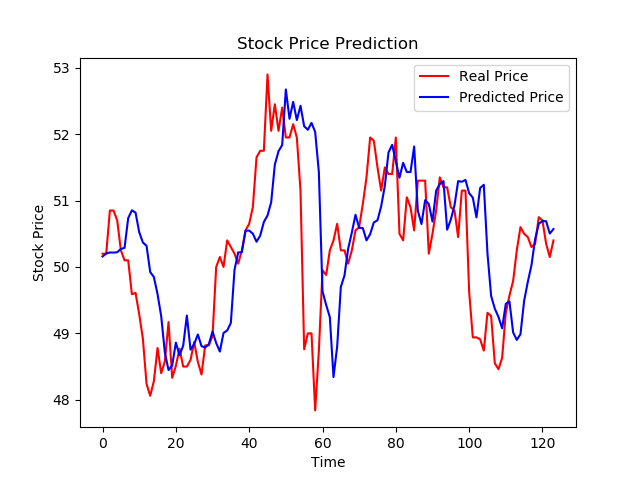 Stock Price Prediction
Real Price
Predicted Price
53
52
51
50
49
48
Stock Price
0 20 40 60 80 100 120
Time